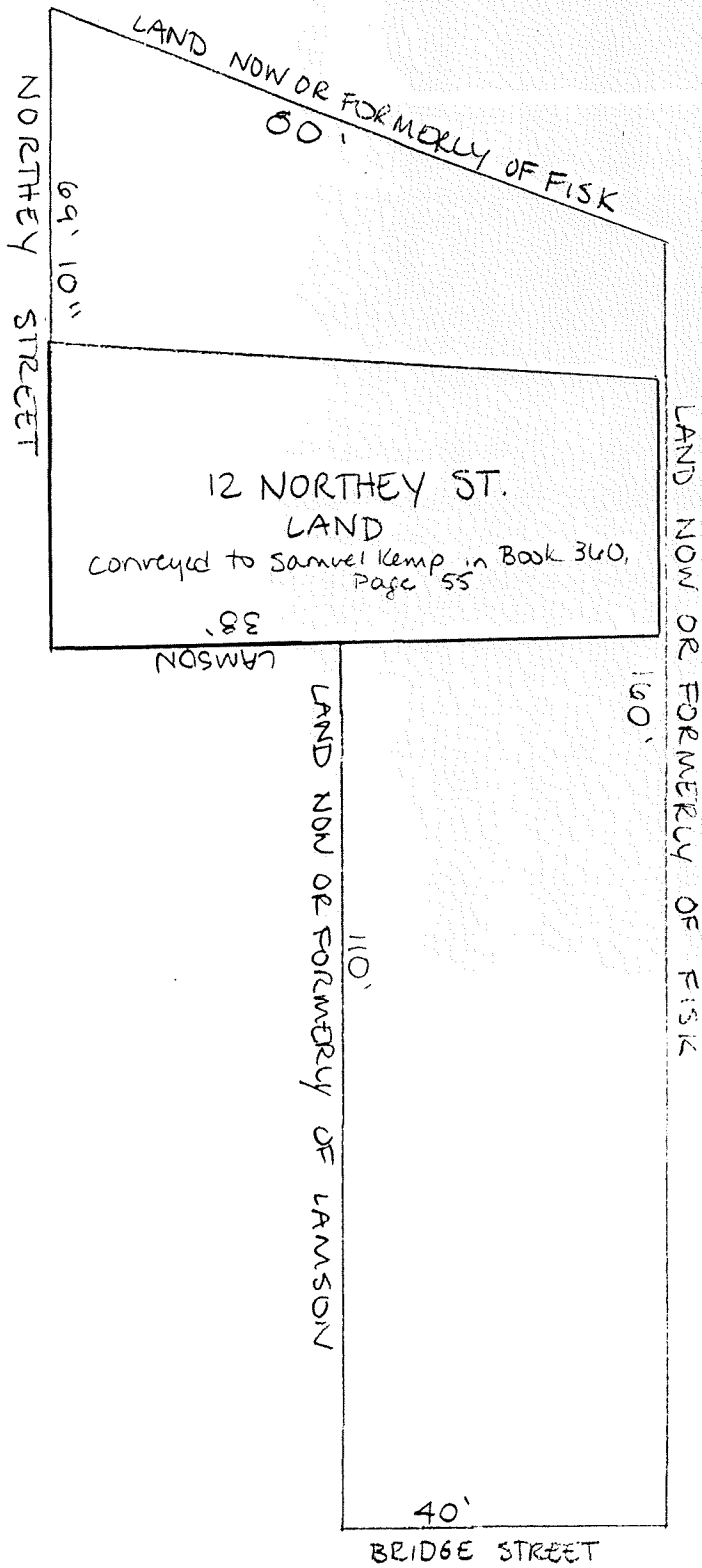 LAND NOW OR FORMERLY OF FISK
80'
NORTHEY STREET
69' 10"
12 NORTHEY ST.
LAND
conveyed to Samuel Kemp in Book 360,
Page 55
38'
LAMSON
LAND NOW OR FORMERLY OF FISK
160'
LAND NOW OR FORMERLY OF LAMSON
110'
40'
BRIDGE STREET